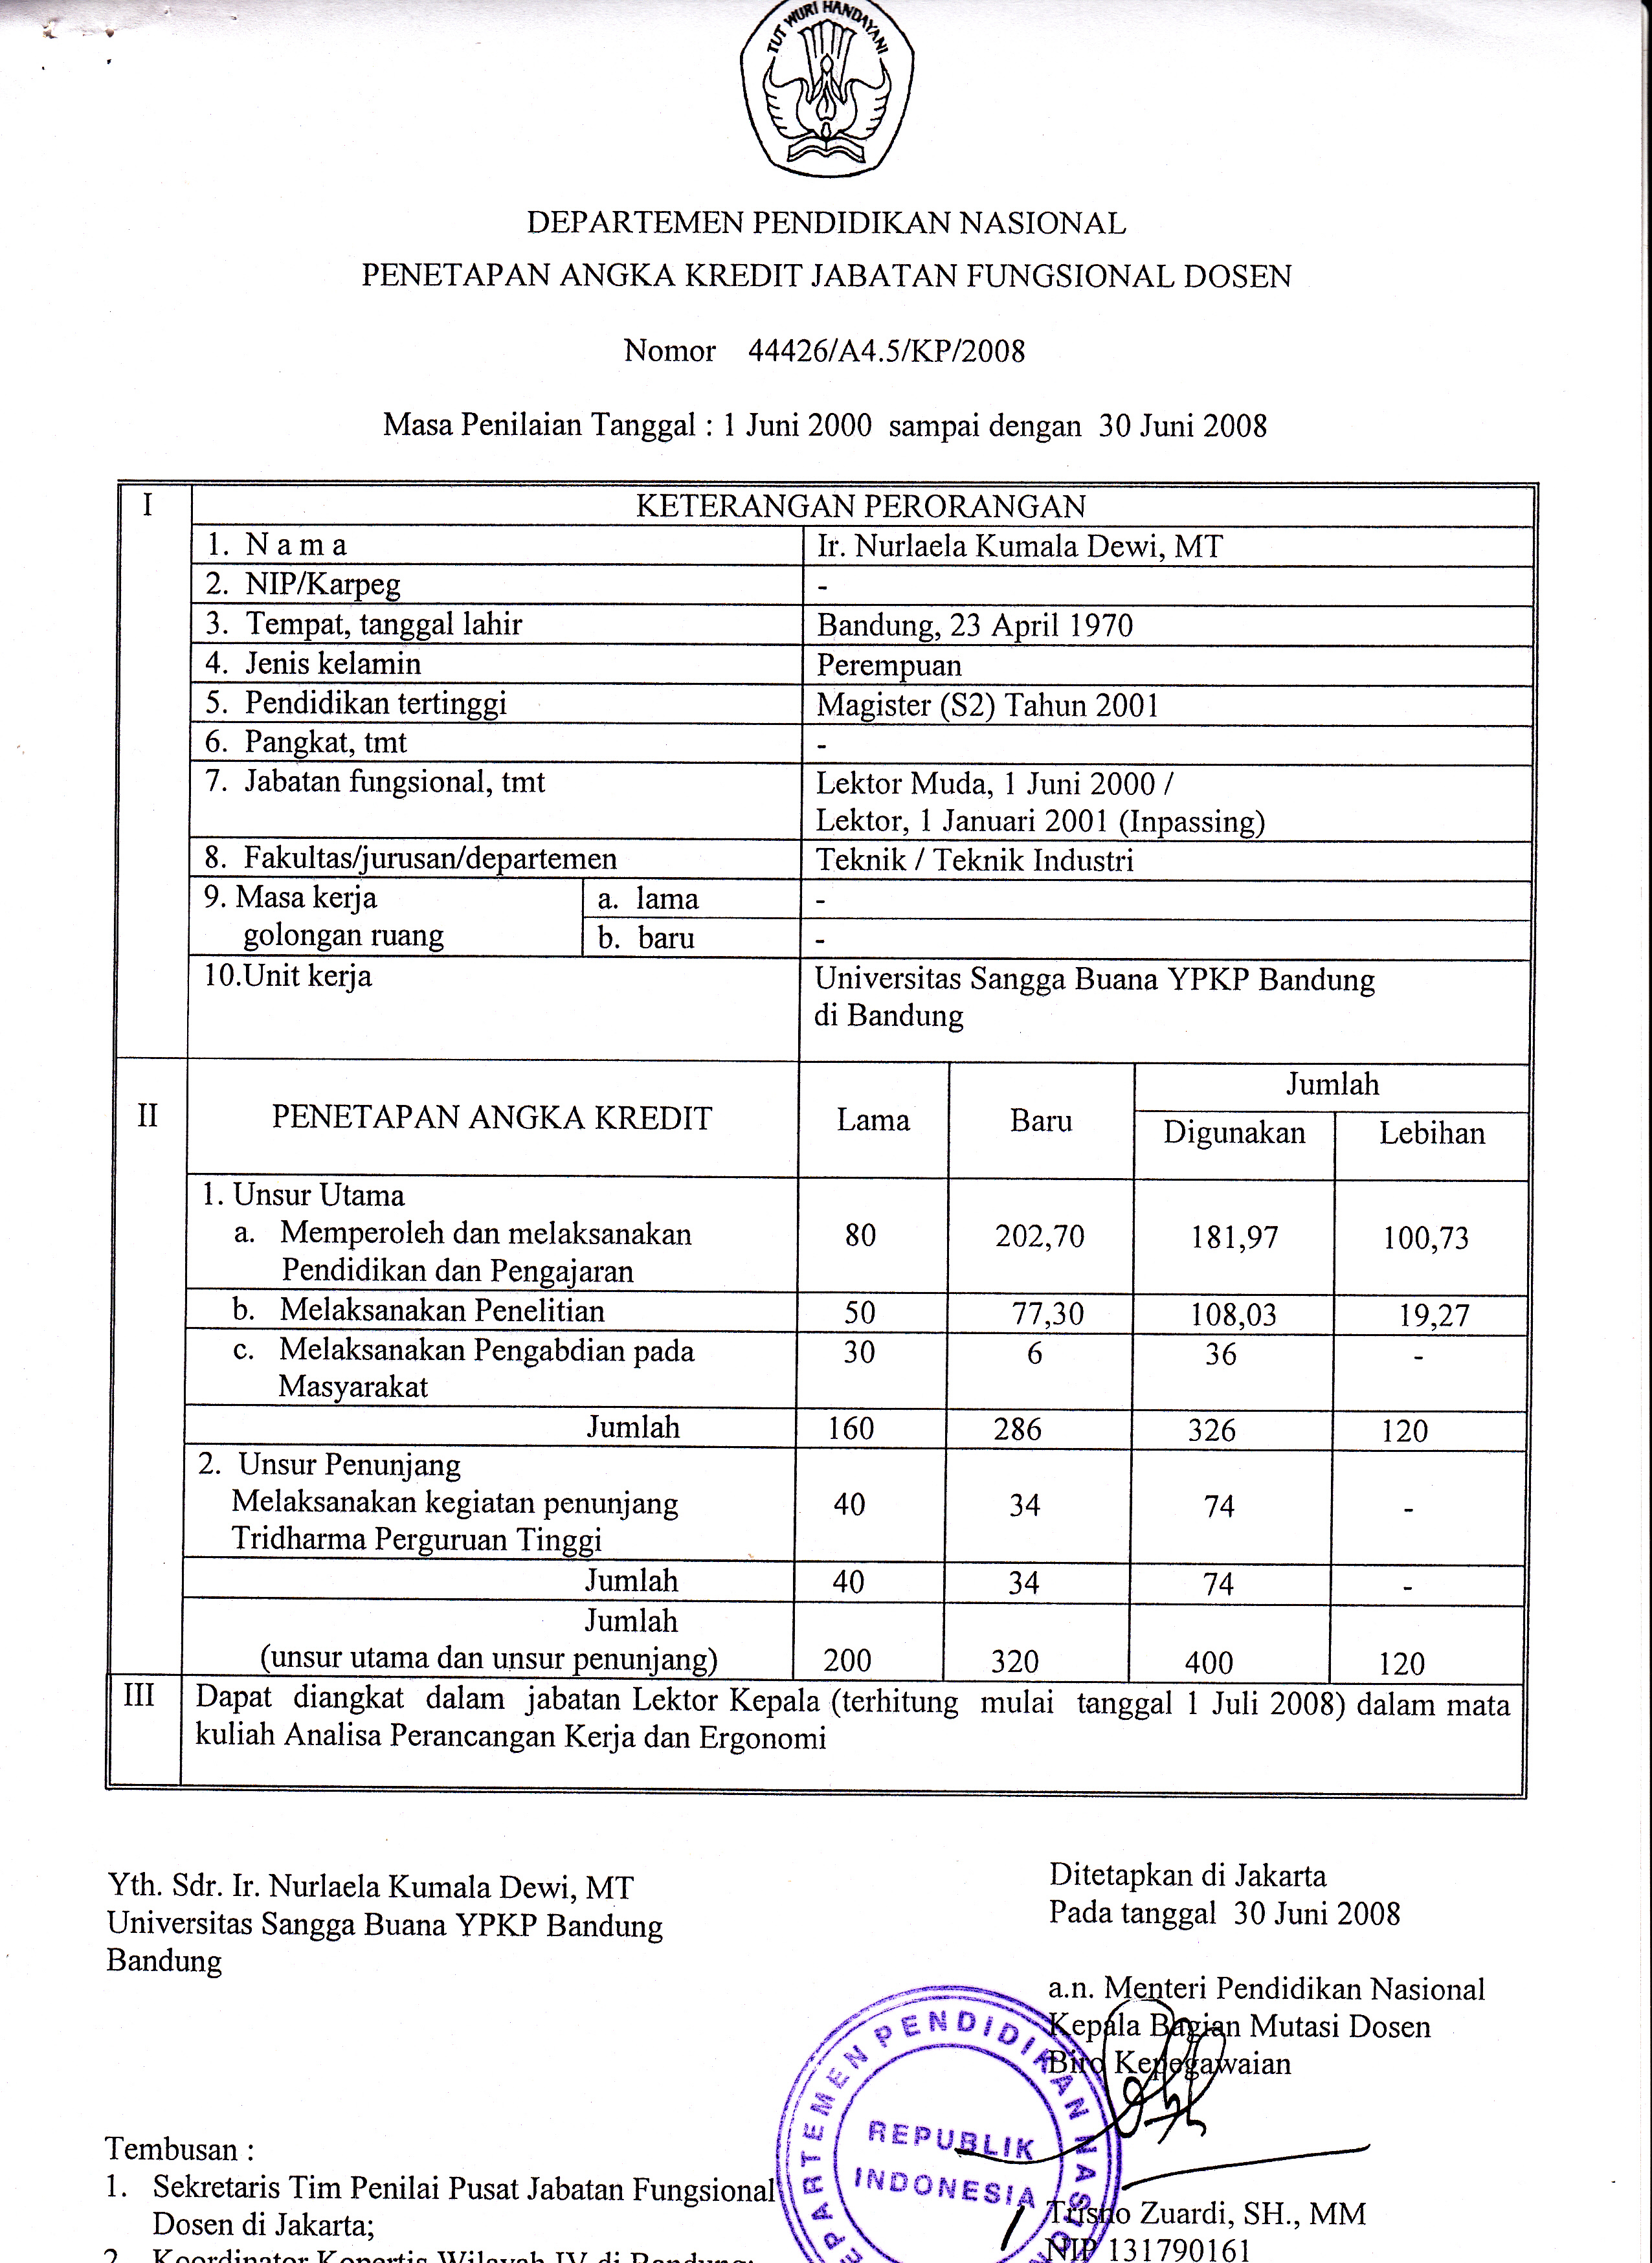 TUT WURI HANDAYANI
DEPARTEMEN PENDIDIKAN NASIONAL
PENETAPAN ANGKA KREDIT JABATAN FUNGSIONAL DOSEN
Nomor 44426/A4.5/KP/2008
Masa Penilaian Tanggal : 1 Juni 2000 sampai dengan 30 Juni 2008
I KETERANGAN PERORANGAN
1. N a m a Ir. Nurlaela Kumala Dewi, MT
2. NIP/Karpeg -
3. Tempat, tanggal lahir Bandung, 23 April 1970
4. Jenis kelamin Perempuan
5. Pendidikan tertinggi Magister (S2) Tahun 2001
6. Pangkat, tmt -
7. Jabatan fungsional, tmt Lektor Muda, 1 Juni 2000 /
Lektor, 1 Januari 2001 (Inpassing)
8. Fakultas/jurusan/departemen Teknik / Teknik Industri
9. Masa kerja a. lama -
golongan ruang b. baru -
10.Unit kerja Universitas Sangga Buana YPKP Bandung
di Bandung
Jumlah
II PENETAPAN ANGKA KREDIT Lama Baru Digunakan Lebihan
1. Unsur Utama
a. Memperoleh dan melaksanakan 80 202,70 181,97 100,73
Pendidikan dan Pengajaran
b. Melaksanakan Penelitian 50 77,30 108,03 19,27
c. Melaksanakan Pengabdian pada 30 6 36 -
Masyarakat
Jumlah 160 286 326 120
2. Unsur Penunjang
Melaksanakan kegiatan penunjang 40 34 74 -
Tridharma Perguruan Tinggi
Jumlah 40 34 74 -
Jumlah
(unsur utama dan unsur penunjang) 200 320 400 120
III Dapat diangkat dalam jabatan Lektor Kepala (terhitung mulai tanggal 1 Juli 2008) dalam mata
kuliah Analisa Perancangan Kerja dan Ergonomi
Yth. Sdr. Ir. Nurlaela Kumala Dewi, MT
Universitas Sangga Buana YPKP Bandung
Bandung
Ditetapkan di Jakarta
Pada tanggal 30 Juni 2008
a.n. Menteri Pendidikan Nasional
Kepala Bagian Mutasi Dosen
Biro Kepegawaian
DEPARTEMEN PENDIDIKAN NASIONAL
REPUBLIK
INDONESIA
Trisno Zuardi, SH., MM
NIP 131790161
Tembusan :
1. Sekretaris Tim Penilai Pusat Jabatan Fungsional
Dosen di Jakarta;
2. Koordinator Kopertis Wilayah IV di Bandung;